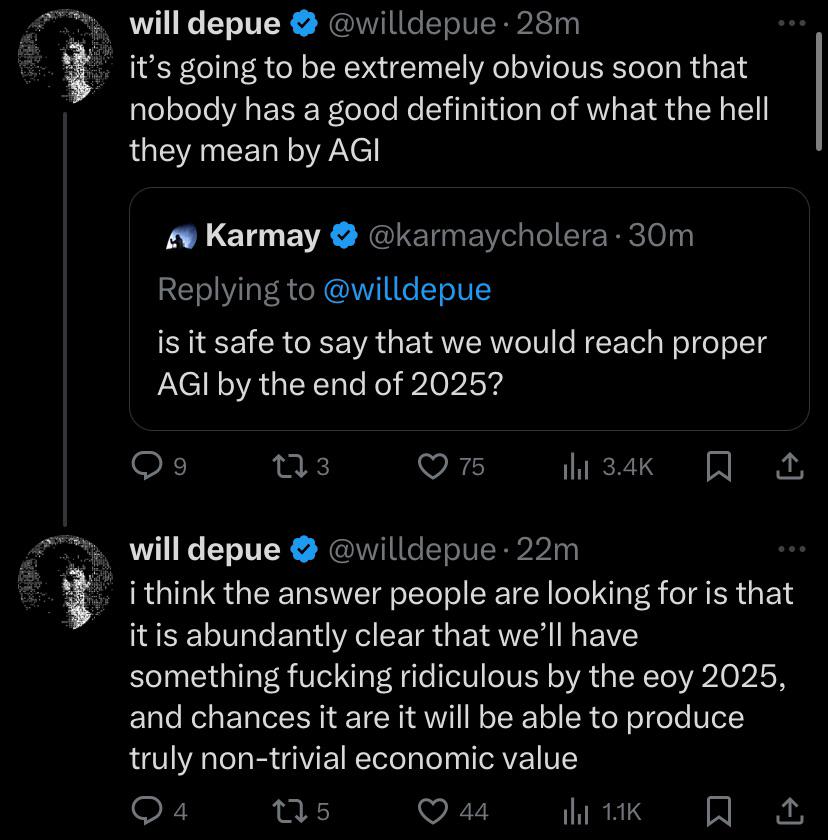 will depue @willdepue · 28m
it’s going to be extremely obvious soon that
nobody has a good definition of what the hell
they mean by AGI
Karmay @karmaycholera · 30m
Replying to @willdepue
is it safe to say that we would reach proper
AGI by the end of 2025?
9 3 75 3.4K
will depue @willdepue · 22m
i think the answer people are looking for is that
it is abundantly clear that we’ll have
something fucking ridiculous by the eoy 2025,
and chances it are it will be able to produce
truly non-trivial economic value
4 5 44 1.1K